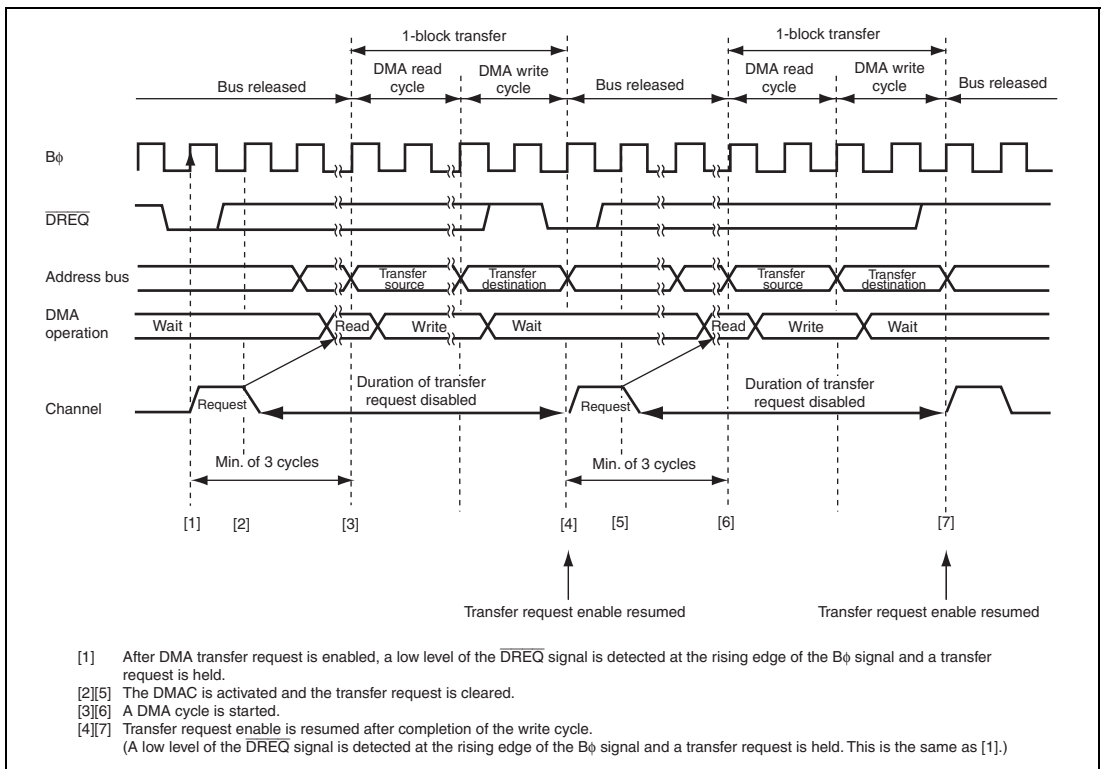 1-block transfer
1-block transfer
DMA read cycle
DMA write cycle
DMA read cycle
DMA write cycle
Bus released
Bus released
Bus released
Bφ
DREQ
Address bus
Transfer source
Transfer destination
Transfer source
Transfer destination
DMA operation
Wait
Read
Write
Wait
Read
Write
Wait
Channel
Request
Duration of transfer request disabled
Request
Duration of transfer request disabled
Min. of 3 cycles
Min. of 3 cycles
[1]
[2]
[3]
[4]
[5]
[6]
[7]
Transfer request enable resumed
Transfer request enable resumed
[1] After DMA transfer request is enabled, a low level of the DREQ signal is detected at the rising edge of the Bφ signal and a transfer
request is held.
[2][5] The DMAC is activated and the transfer request is cleared.
[3][6] A DMA cycle is started.
[4][7] Transfer request enable is resumed after completion of the write cycle.
(A low level of the DREQ signal is detected at the rising edge of the Bφ signal and a transfer request is held. This is the same as [1].)